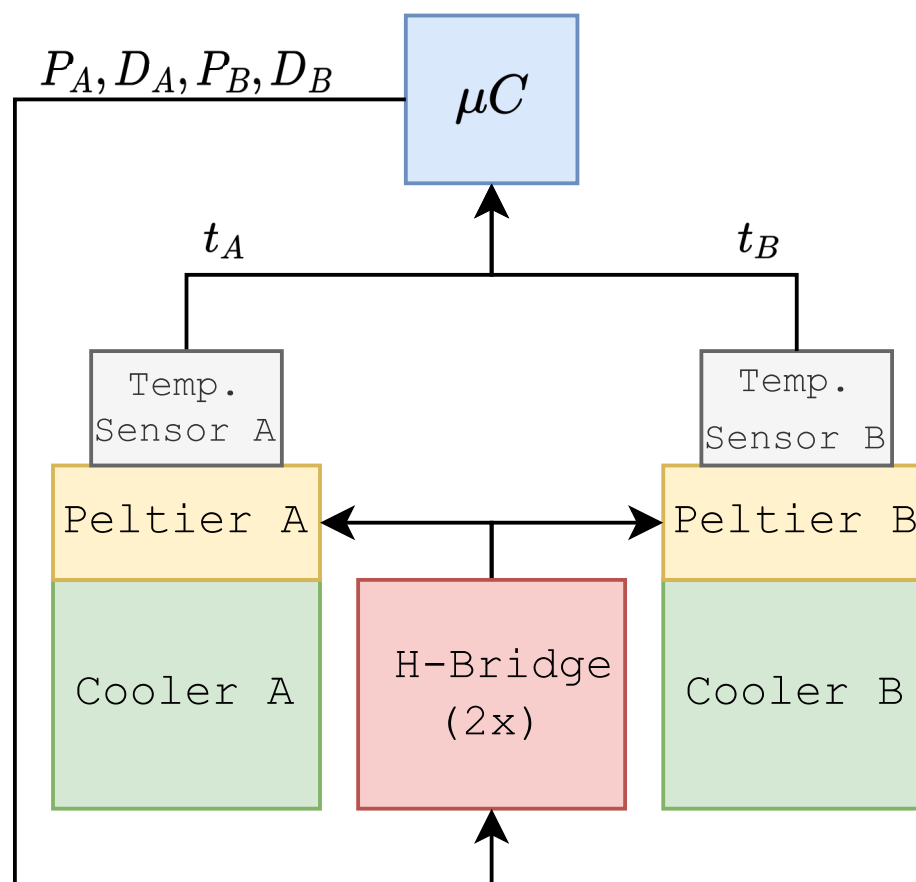 P_A, D_A, P_B, D_B
μC
t_A
t_B
Temp.
Sensor A
Temp.
Sensor B
Peltier A
Peltier B
H-Bridge
(2x)
Cooler A
Cooler B